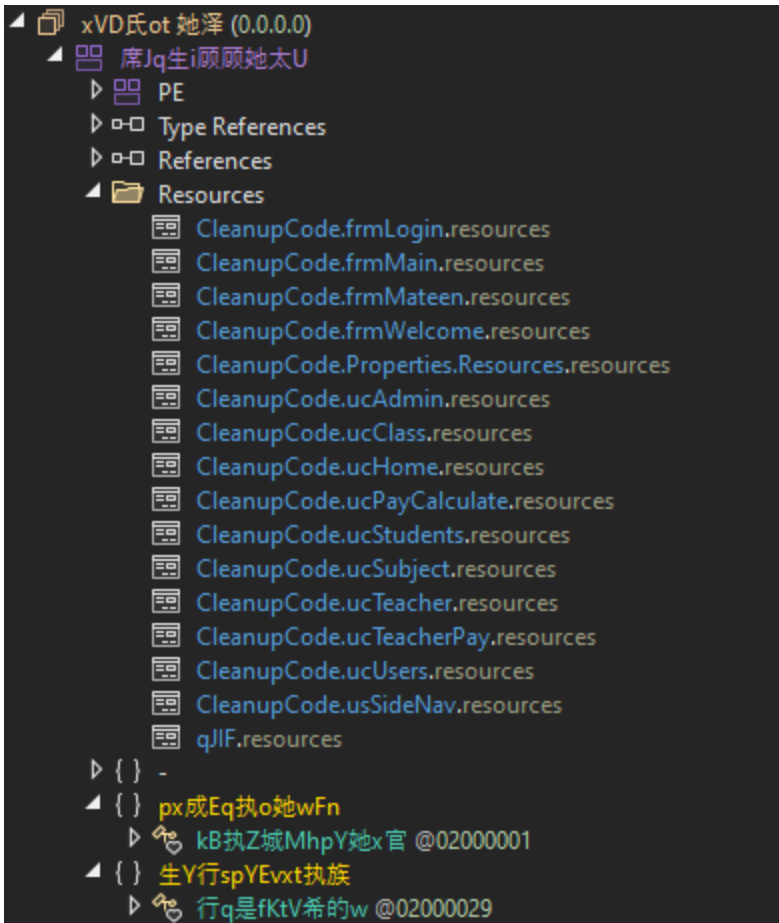 xVD氏ot 她泽 (0.0.0.0)
席Jq生i顾顾她太U
PE
Type References
References
Resources
CleanupCode.frmLogin.resources
CleanupCode.frmMain.resources
CleanupCode.frmMateen.resources
CleanupCode.frmWelcome.resources
CleanupCode.Properties.Resources.resources
CleanupCode.ucAdmin.resources
CleanupCode.ucClass.resources
CleanupCode.ucHome.resources
CleanupCode.ucPayCalculate.resources
CleanupCode.ucStudents.resources
CleanupCode.ucSubject.resources
CleanupCode.ucTeacher.resources
CleanupCode.ucTeacherPay.resources
CleanupCode.ucUsers.resources
CleanupCode.usSideNav.resources
qJIF.resources
{ } -
{ } px成Eq执o她wFn
kB执Z城MhpY她x官 @02000001
{ } 生Y行spYEvxt执族
行q是fKtV希的w @02000029